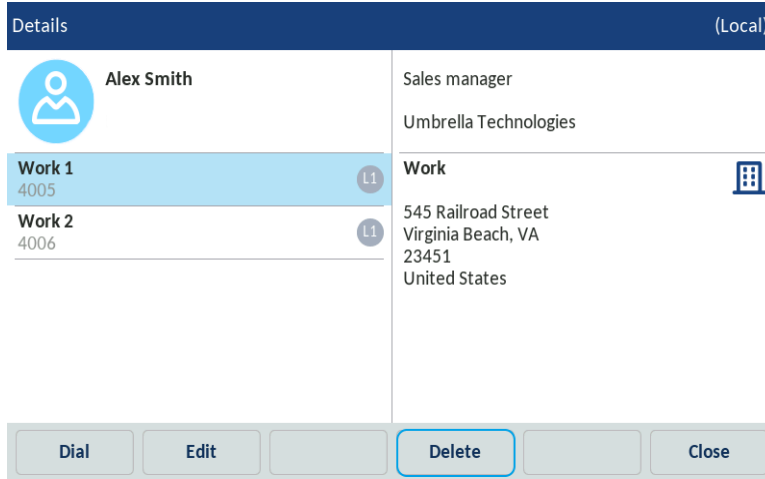 Details
(Local)
Alex Smith
Work 1
4005
L1
Work 2
4006
L1
Sales manager
Umbrella Technologies
Work
545 Railroad Street
Virginia Beach, VA
23451
United States
Dial
Edit
Delete
Close